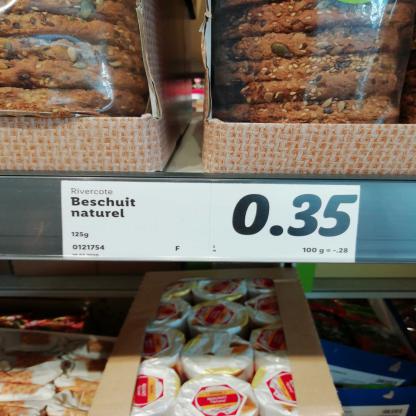 Rivercote
Beschuit
naturel
0.35
125g
0121754
F
100 g = -.28